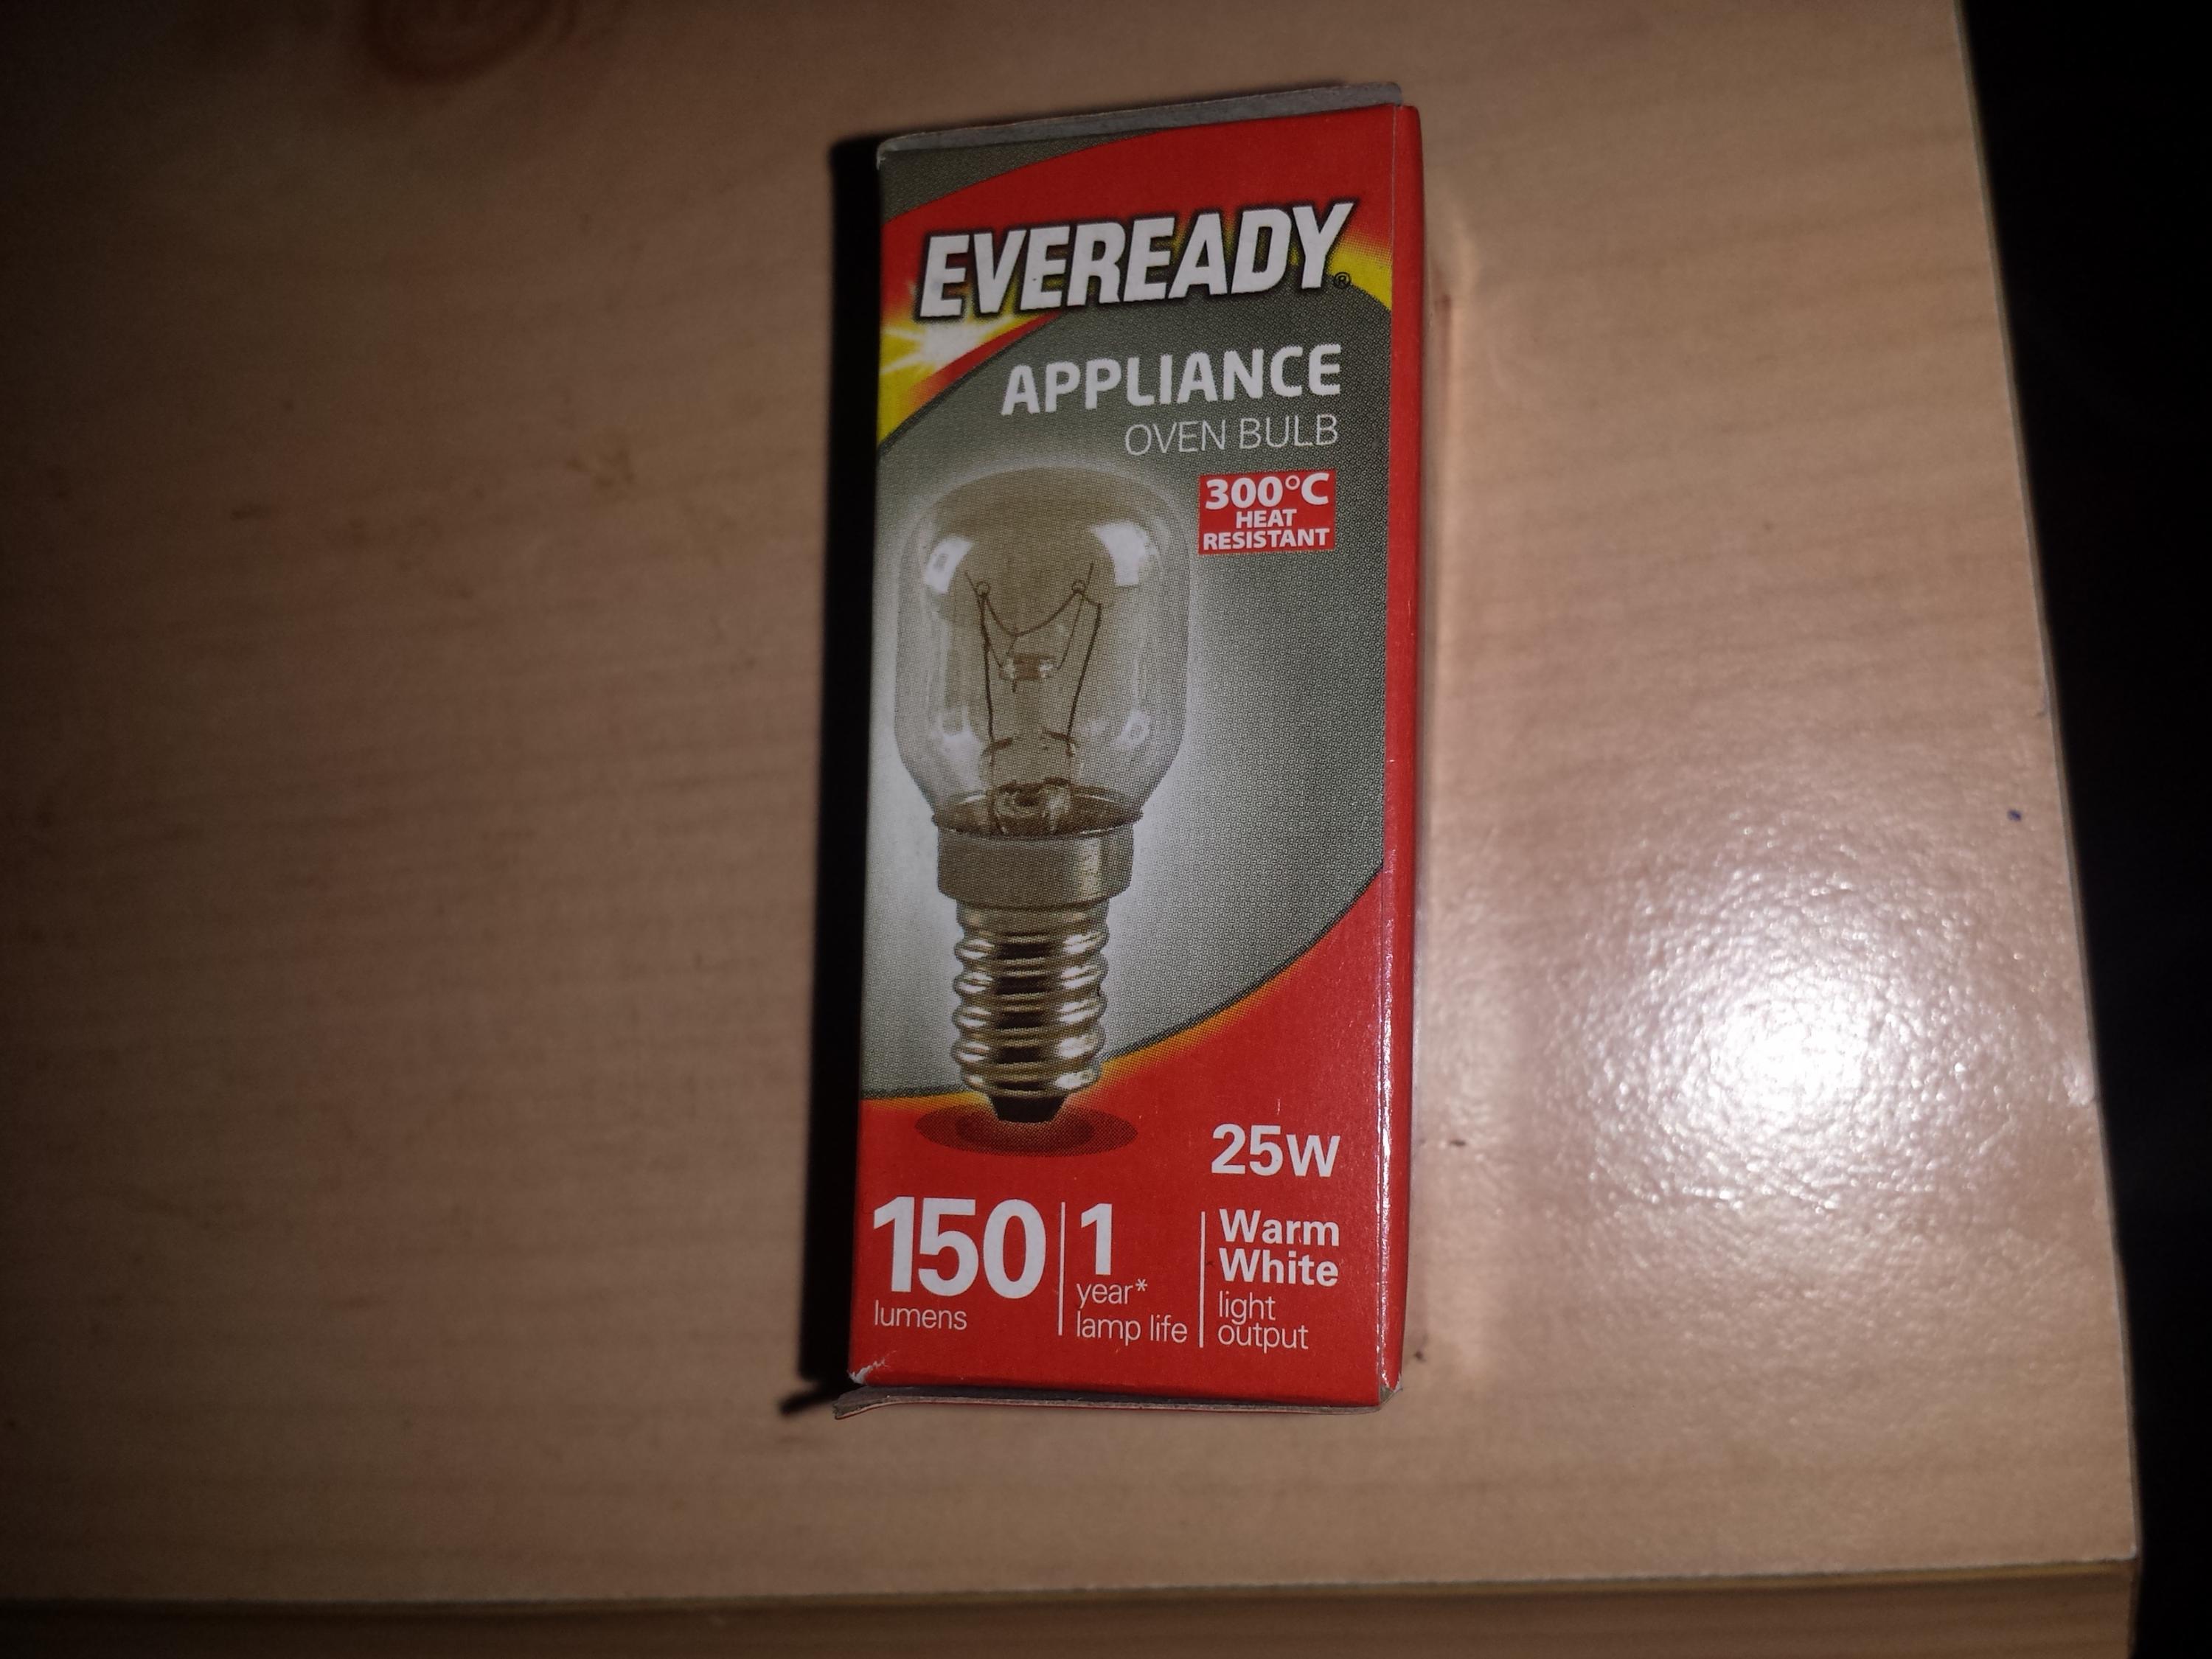 EVEREADY®
APPLIANCE
OVEN BULB
300°C
HEAT
RESISTANT
25W
150
lumens
1
year*
lamp life
Warm
White
light
output